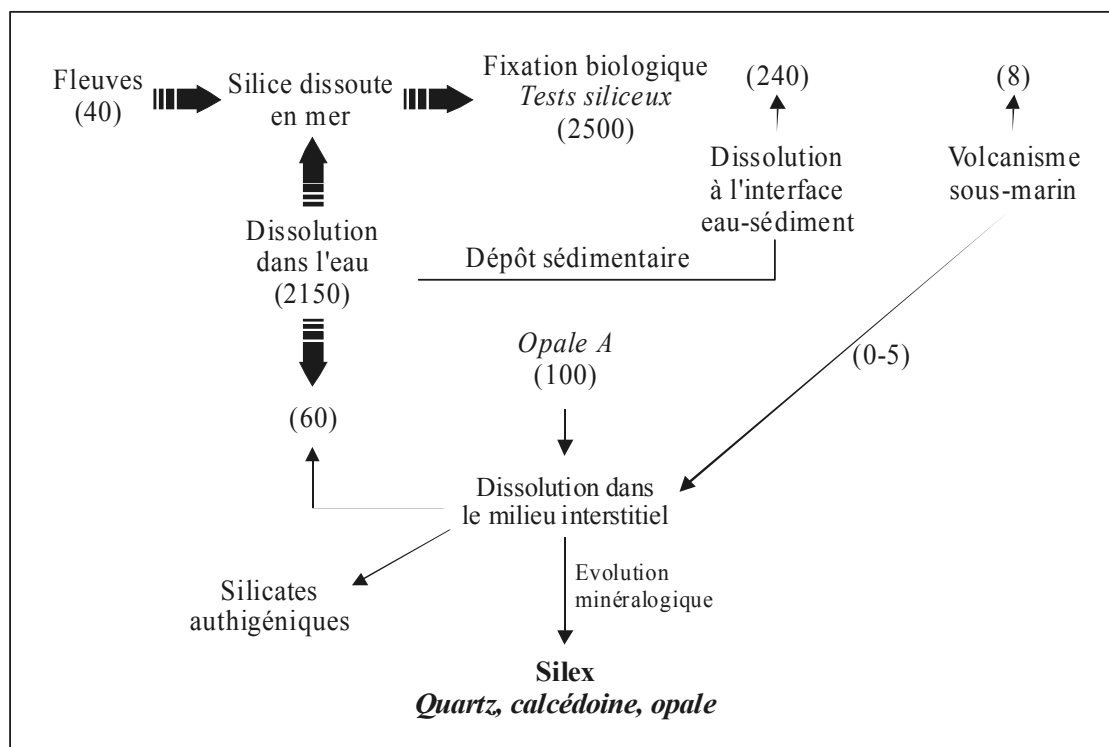 Fleuves
(40)
Silice dissoute
en mer
Fixation biologique
Tests siliceux
(2500)
(240)
(8)
Dissolution
à l'interface
eau-sédiment
Volcanisme
sous-marin
Dissolution
dans l'eau
(2150)
Dépôt sédimentaire
Opale A
(100)
(0-5)
(60)
Dissolution dans
le milieu interstitiel
Silicates
authigéniques
Evolution
minéralogique
Silex
Quartz, calcédoine, opale